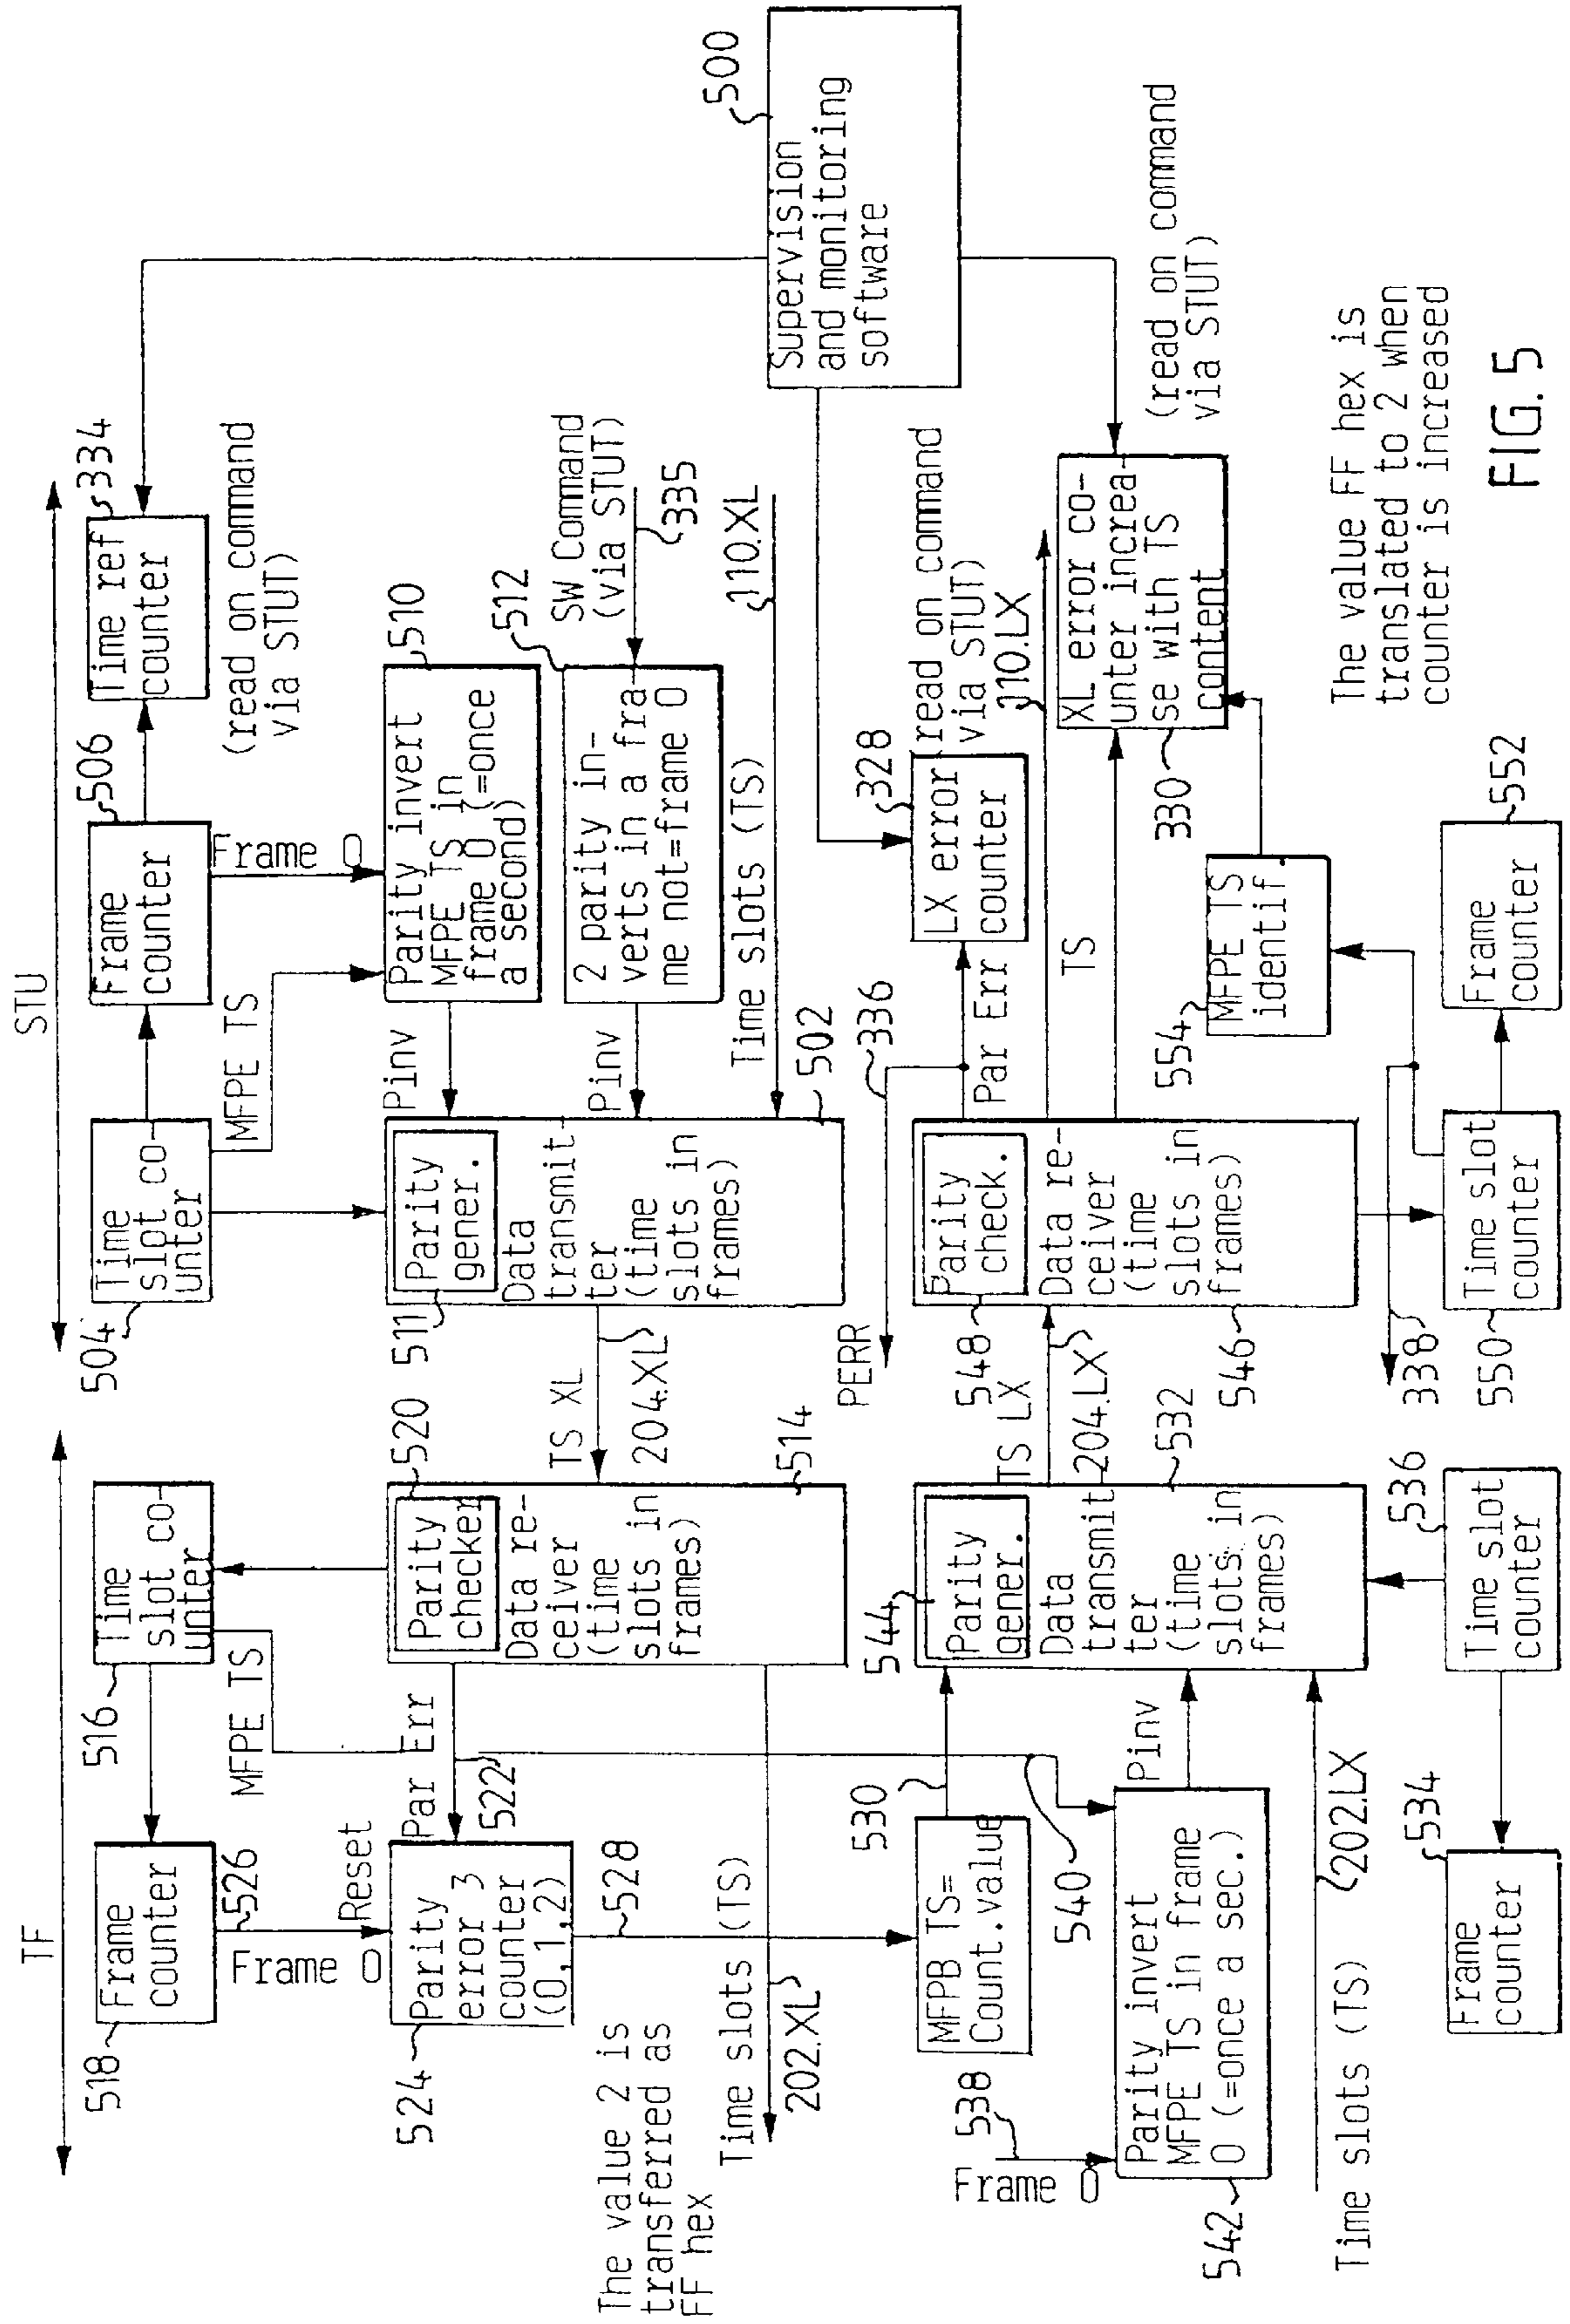 TF
STU
518
Frame
counter
516
Time
slot co-
unter
504
Time
slot co-
unter
506
Frame
counter
334
Time ref
counter
(read on command
via STUT)
526
Frame 0
Reset
MFPE TS
MFPE TS
Frame 0
524
Parity
error 3
counter
(0,1,2)
Par Err
522
520
Parity
checker
Data re-
ceiver
(time
slots in
frames)
514
TS XL
204.XL
511
Parity
gener.
Data
transmit-
ter
(time
slots in
frames)
502
Pinv
Pinv
510
Parity invert
MFPE TS in
frame 0 (=once
a second)
512
2 parity in-
verts in a fra-
me not=frame 0
SW Command
(via STUT)
335
Time slots (TS)
110.XL
500
Supervision
and monitoring
software
The value 2 is
transferred as
FF hex
528
Time slots (TS)
202.XL
530
MFPB TS=
Count.value
538
Frame 0
540
542
Parity invert
MFPE TS in frame
0 (=once a sec.)
Pinv
Time slots (TS)
202.LX
544
Parity
gener.
Data
transmit
ter
(time
slots in
frames)
532
TS LX
204.LX
PERR
336
548
Parity
check.
Data re-
ceiver
(time
slots in
frames)
546
Par Err
328
LX error
counter
(read on command
via STUT)
110.LX
TS
330
XL error co-
unter increa-
se with TS
content
(read on command
via STUT)
554
MFPE TS
identif.
338
534
Frame
counter
536
Time slot
counter
550
Time slot
counter
552
Frame
counter
The value FF hex is
translated to 2 when
counter is increased
FIG. 5